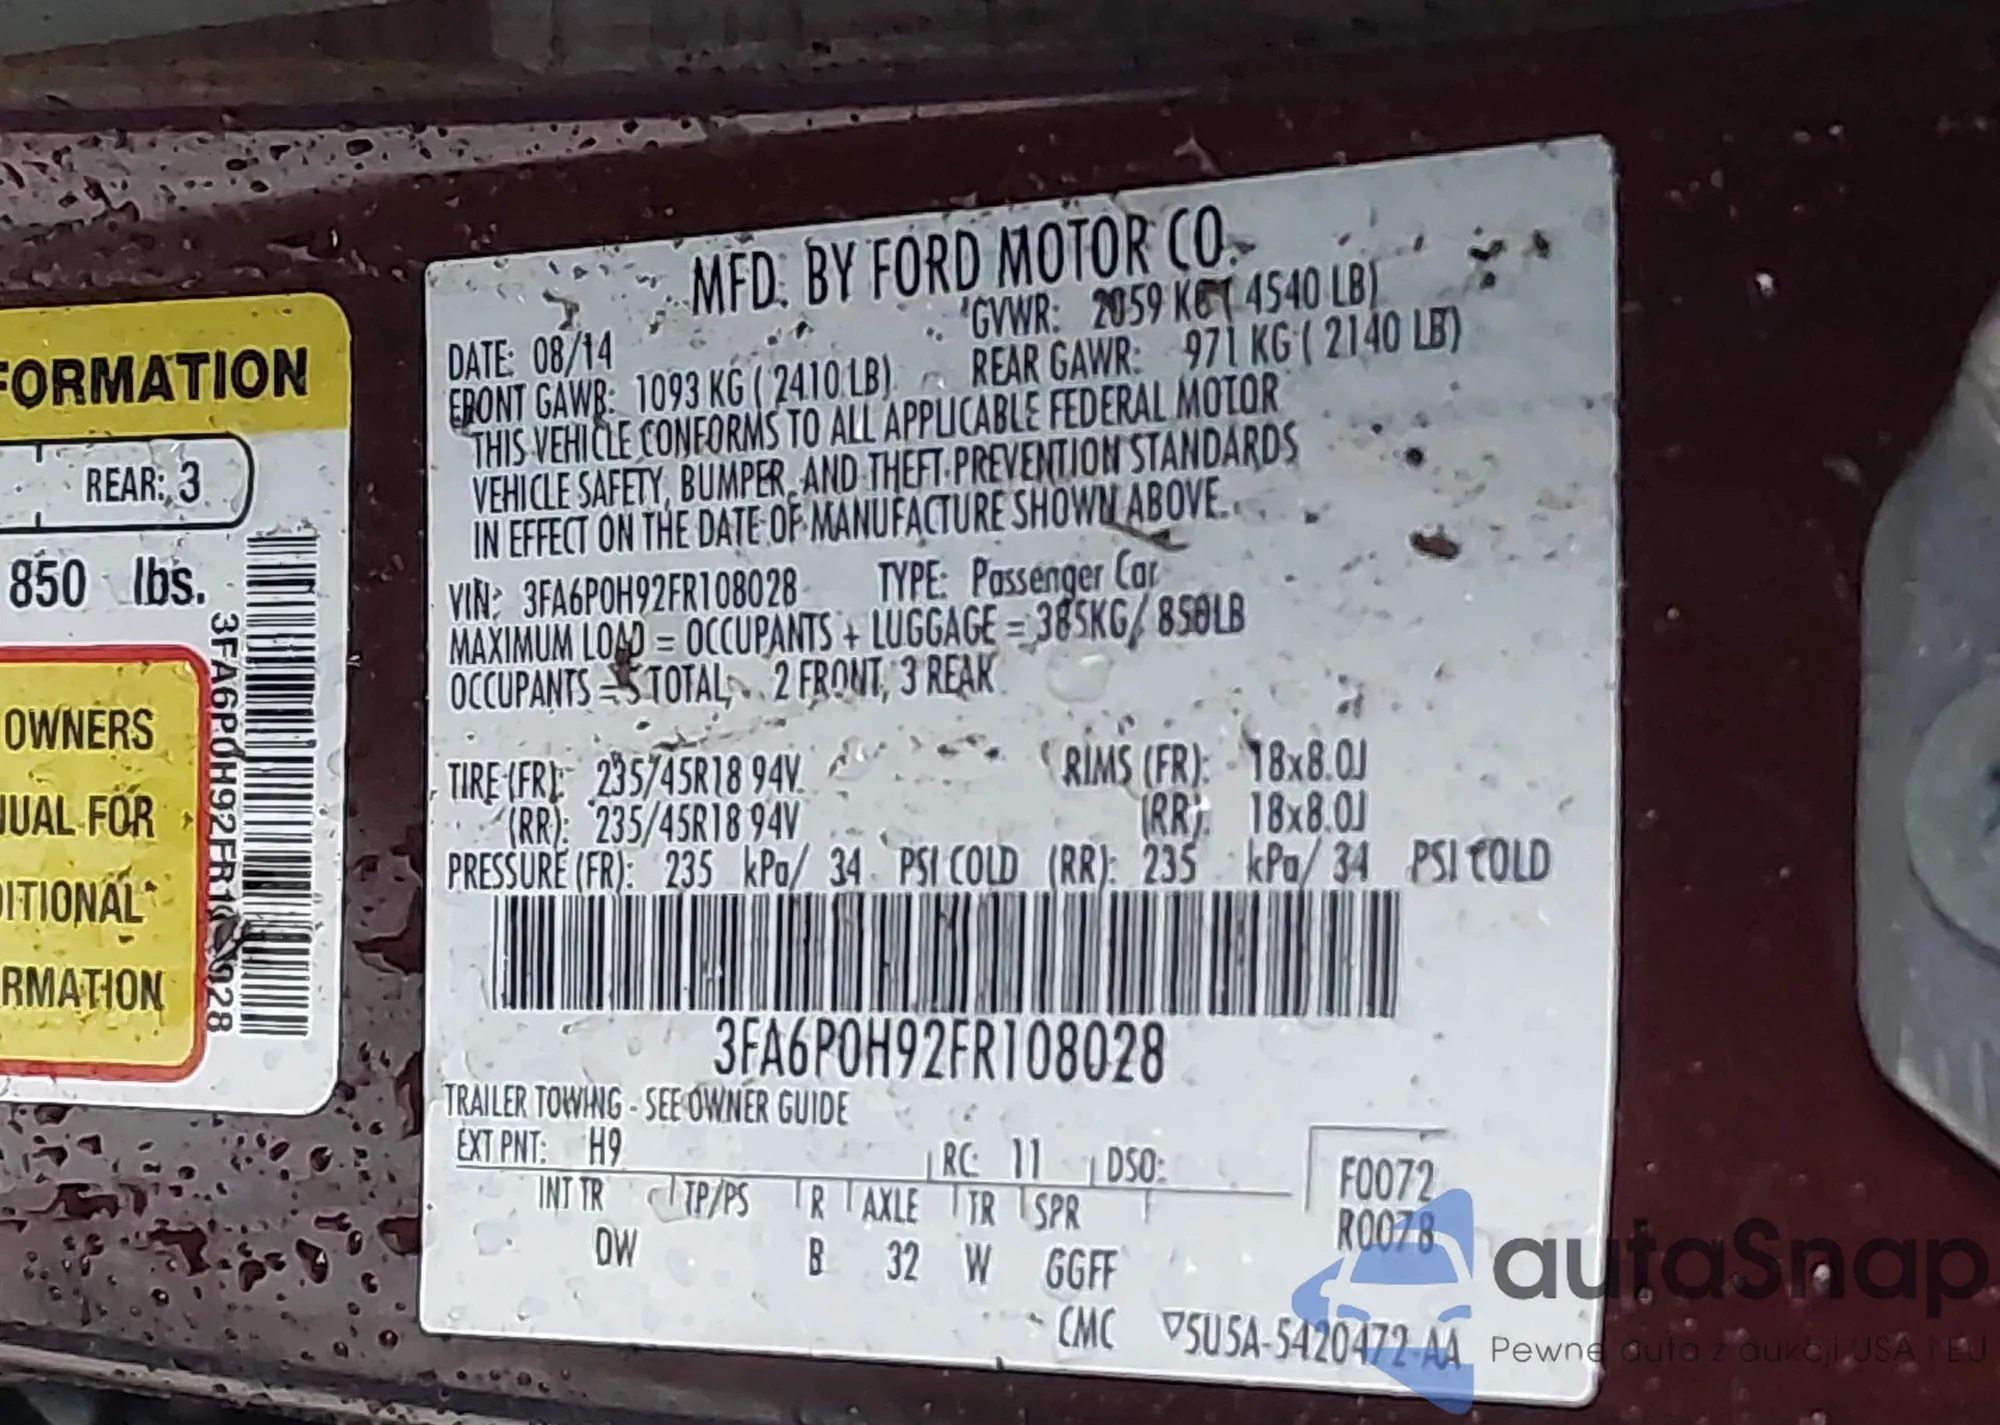 FORMATION
REAR: 3
850 lbs.
3FA6P0H92FR108028
OWNERS
UAL FOR
ITIONAL
RMATION
MFD. BY FORD MOTOR CO.
DATE: 08/14 GVWR: 2059 KG ( 4540 LB)
FRONT GAWR: 1093 KG ( 2410 LB) REAR GAWR: 971 KG ( 2140 LB)
THIS VEHICLE CONFORMS TO ALL APPLICABLE FEDERAL MOTOR
VEHICLE SAFETY, BUMPER, AND THEFT PREVENTION STANDARDS
IN EFFECT ON THE DATE OF MANUFACTURE SHOWN ABOVE.
VIN: 3FA6P0H92FR108028 TYPE: Passenger Car
MAXIMUM LOAD = OCCUPANTS + LUGGAGE = 385KG/ 850LB
OCCUPANTS = 5 TOTAL, 2 FRONT, 3 REAR
TIRE (FR): 235/45R18 94V RIMS (FR): 18x8.0J
(RR): 235/45R18 94V (RR): 18x8.0J
PRESSURE (FR): 235 kPa/ 34 PSI COLD (RR): 235 kPa/ 34 PSI COLD
3FA6P0H92FR108028
TRAILER TOWING - SEE OWNER GUIDE
EXT PNT: H9 RC: 11 DSO:
F0072
R0078
INT TR TP/PS R AXLE TR SPR
DW B 32 W GGFF
CMC ▽5U5A-5420472-AA
autaSnap
Pewne auta z aukcji USA i EU